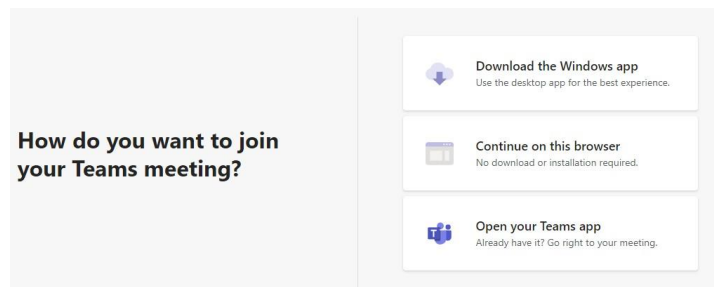 How do you want to join
your Teams meeting?
Download the Windows app
Use the desktop app for the best experience.
Continue on this browser
No download or installation required.
Open your Teams app
Already have it? Go right to your meeting.